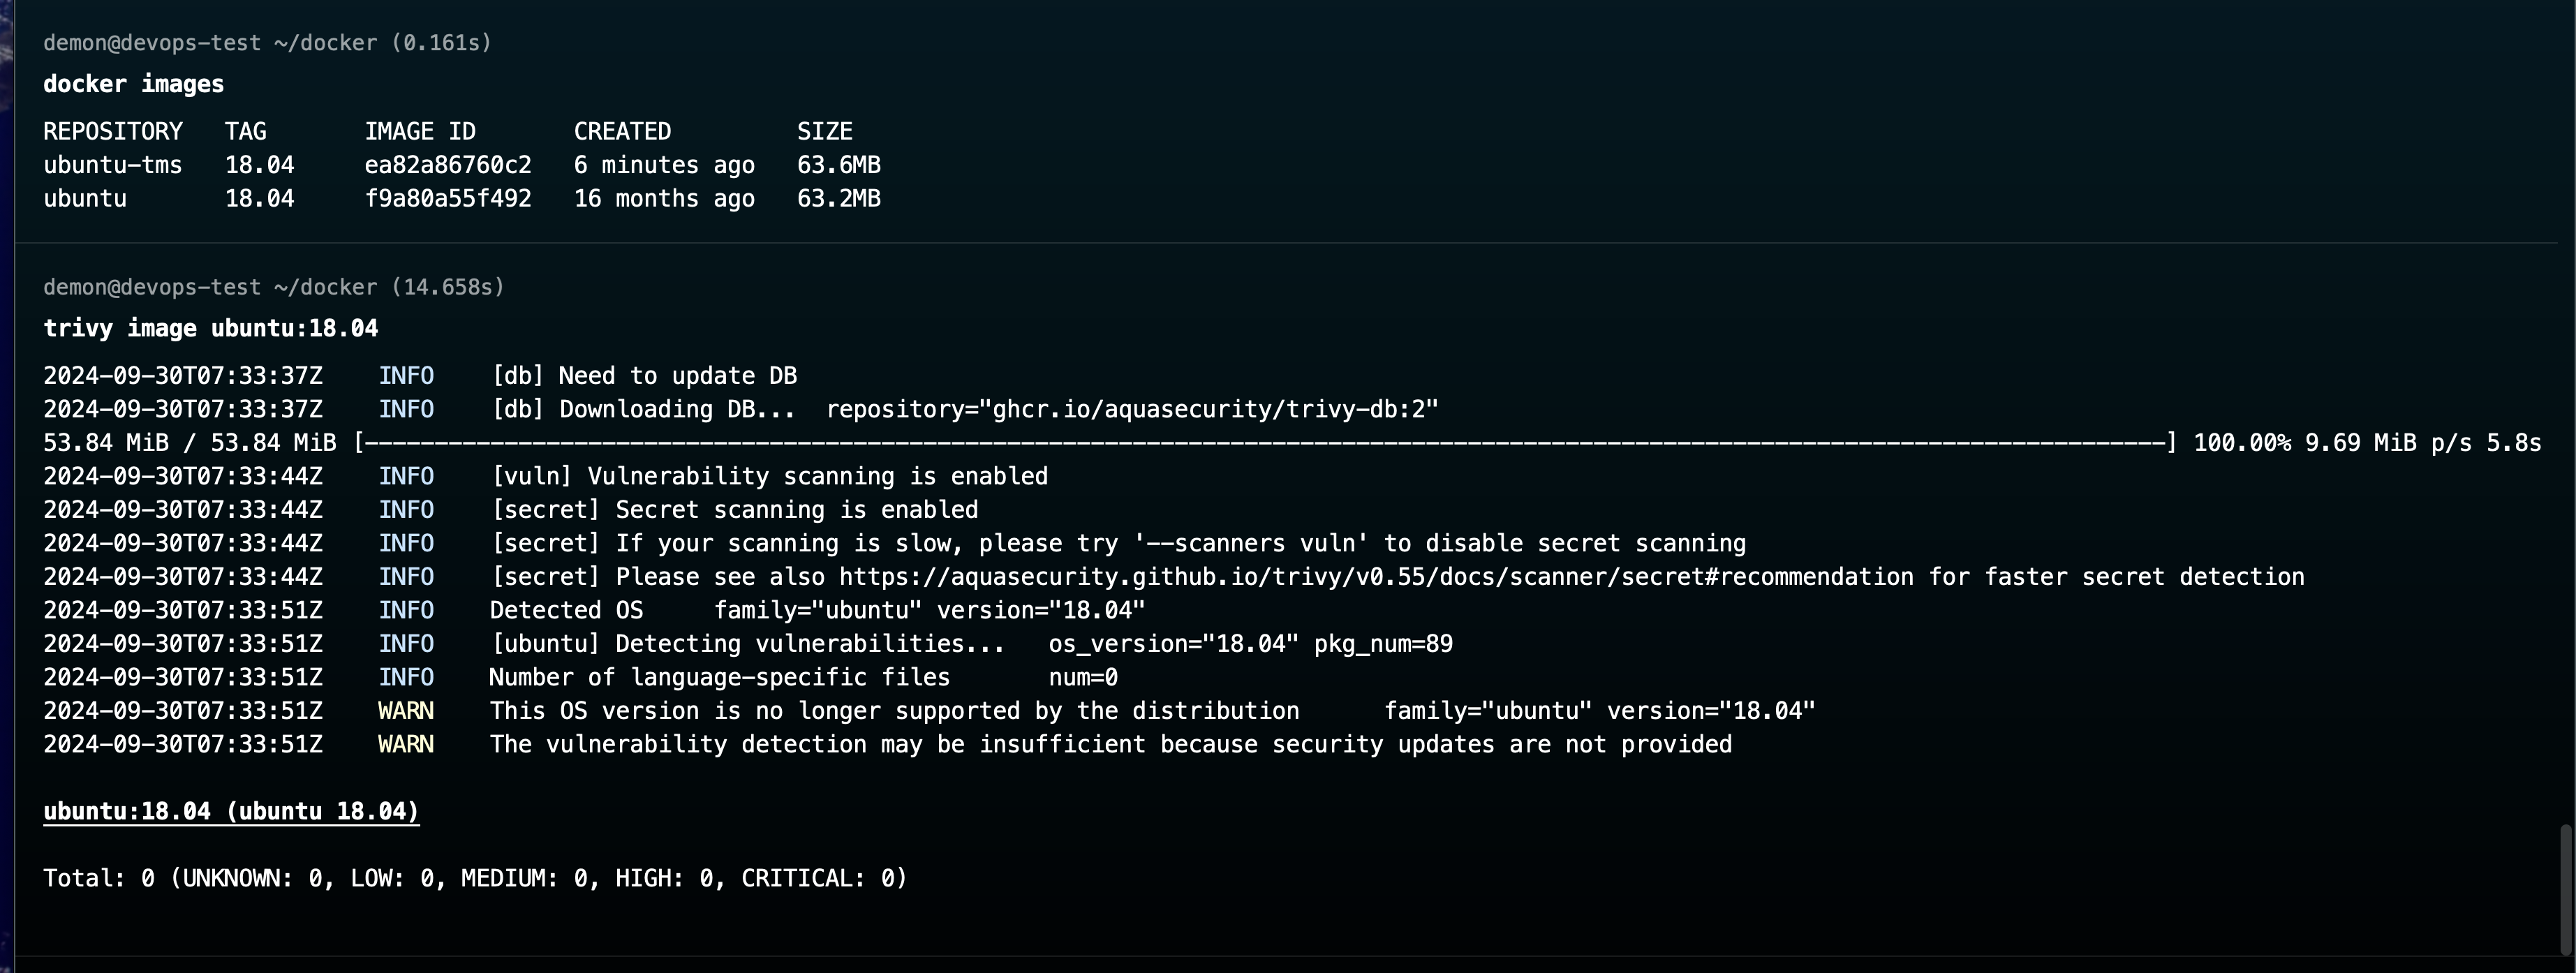 demon@devops-test ~/docker (0.161s)
docker images
REPOSITORY   TAG       IMAGE ID       CREATED         SIZE
ubuntu-tms   18.04     ea82a86760c2   6 minutes ago   63.6MB
ubuntu       18.04     f9a80a55f492   16 months ago   63.2MB
demon@devops-test ~/docker (14.658s)
trivy image ubuntu:18.04
2024-09-30T07:33:37Z    INFO    [db] Need to update DB
2024-09-30T07:33:37Z    INFO    [db] Downloading DB...  repository="ghcr.io/aquasecurity/trivy-db:2"
53.84 MiB / 53.84 MiB [---------------------------------------------------------------------------------------------------------------------------------] 100.00% 9.69 MiB p/s 5.8s
2024-09-30T07:33:44Z    INFO    [vuln] Vulnerability scanning is enabled
2024-09-30T07:33:44Z    INFO    [secret] Secret scanning is enabled
2024-09-30T07:33:44Z    INFO    [secret] If your scanning is slow, please try '--scanners vuln' to disable secret scanning
2024-09-30T07:33:44Z    INFO    [secret] Please see also https://aquasecurity.github.io/trivy/v0.55/docs/scanner/secret#recommendation for faster secret detection
2024-09-30T07:33:51Z    INFO    Detected OS     family="ubuntu" version="18.04"
2024-09-30T07:33:51Z    INFO    [ubuntu] Detecting vulnerabilities...   os_version="18.04" pkg_num=89
2024-09-30T07:33:51Z    INFO    Number of language-specific files       num=0
2024-09-30T07:33:51Z    WARN    This OS version is no longer supported by the distribution      family="ubuntu" version="18.04"
2024-09-30T07:33:51Z    WARN    The vulnerability detection may be insufficient because security updates are not provided
ubuntu:18.04 (ubuntu 18.04)
Total: 0 (UNKNOWN: 0, LOW: 0, MEDIUM: 0, HIGH: 0, CRITICAL: 0)